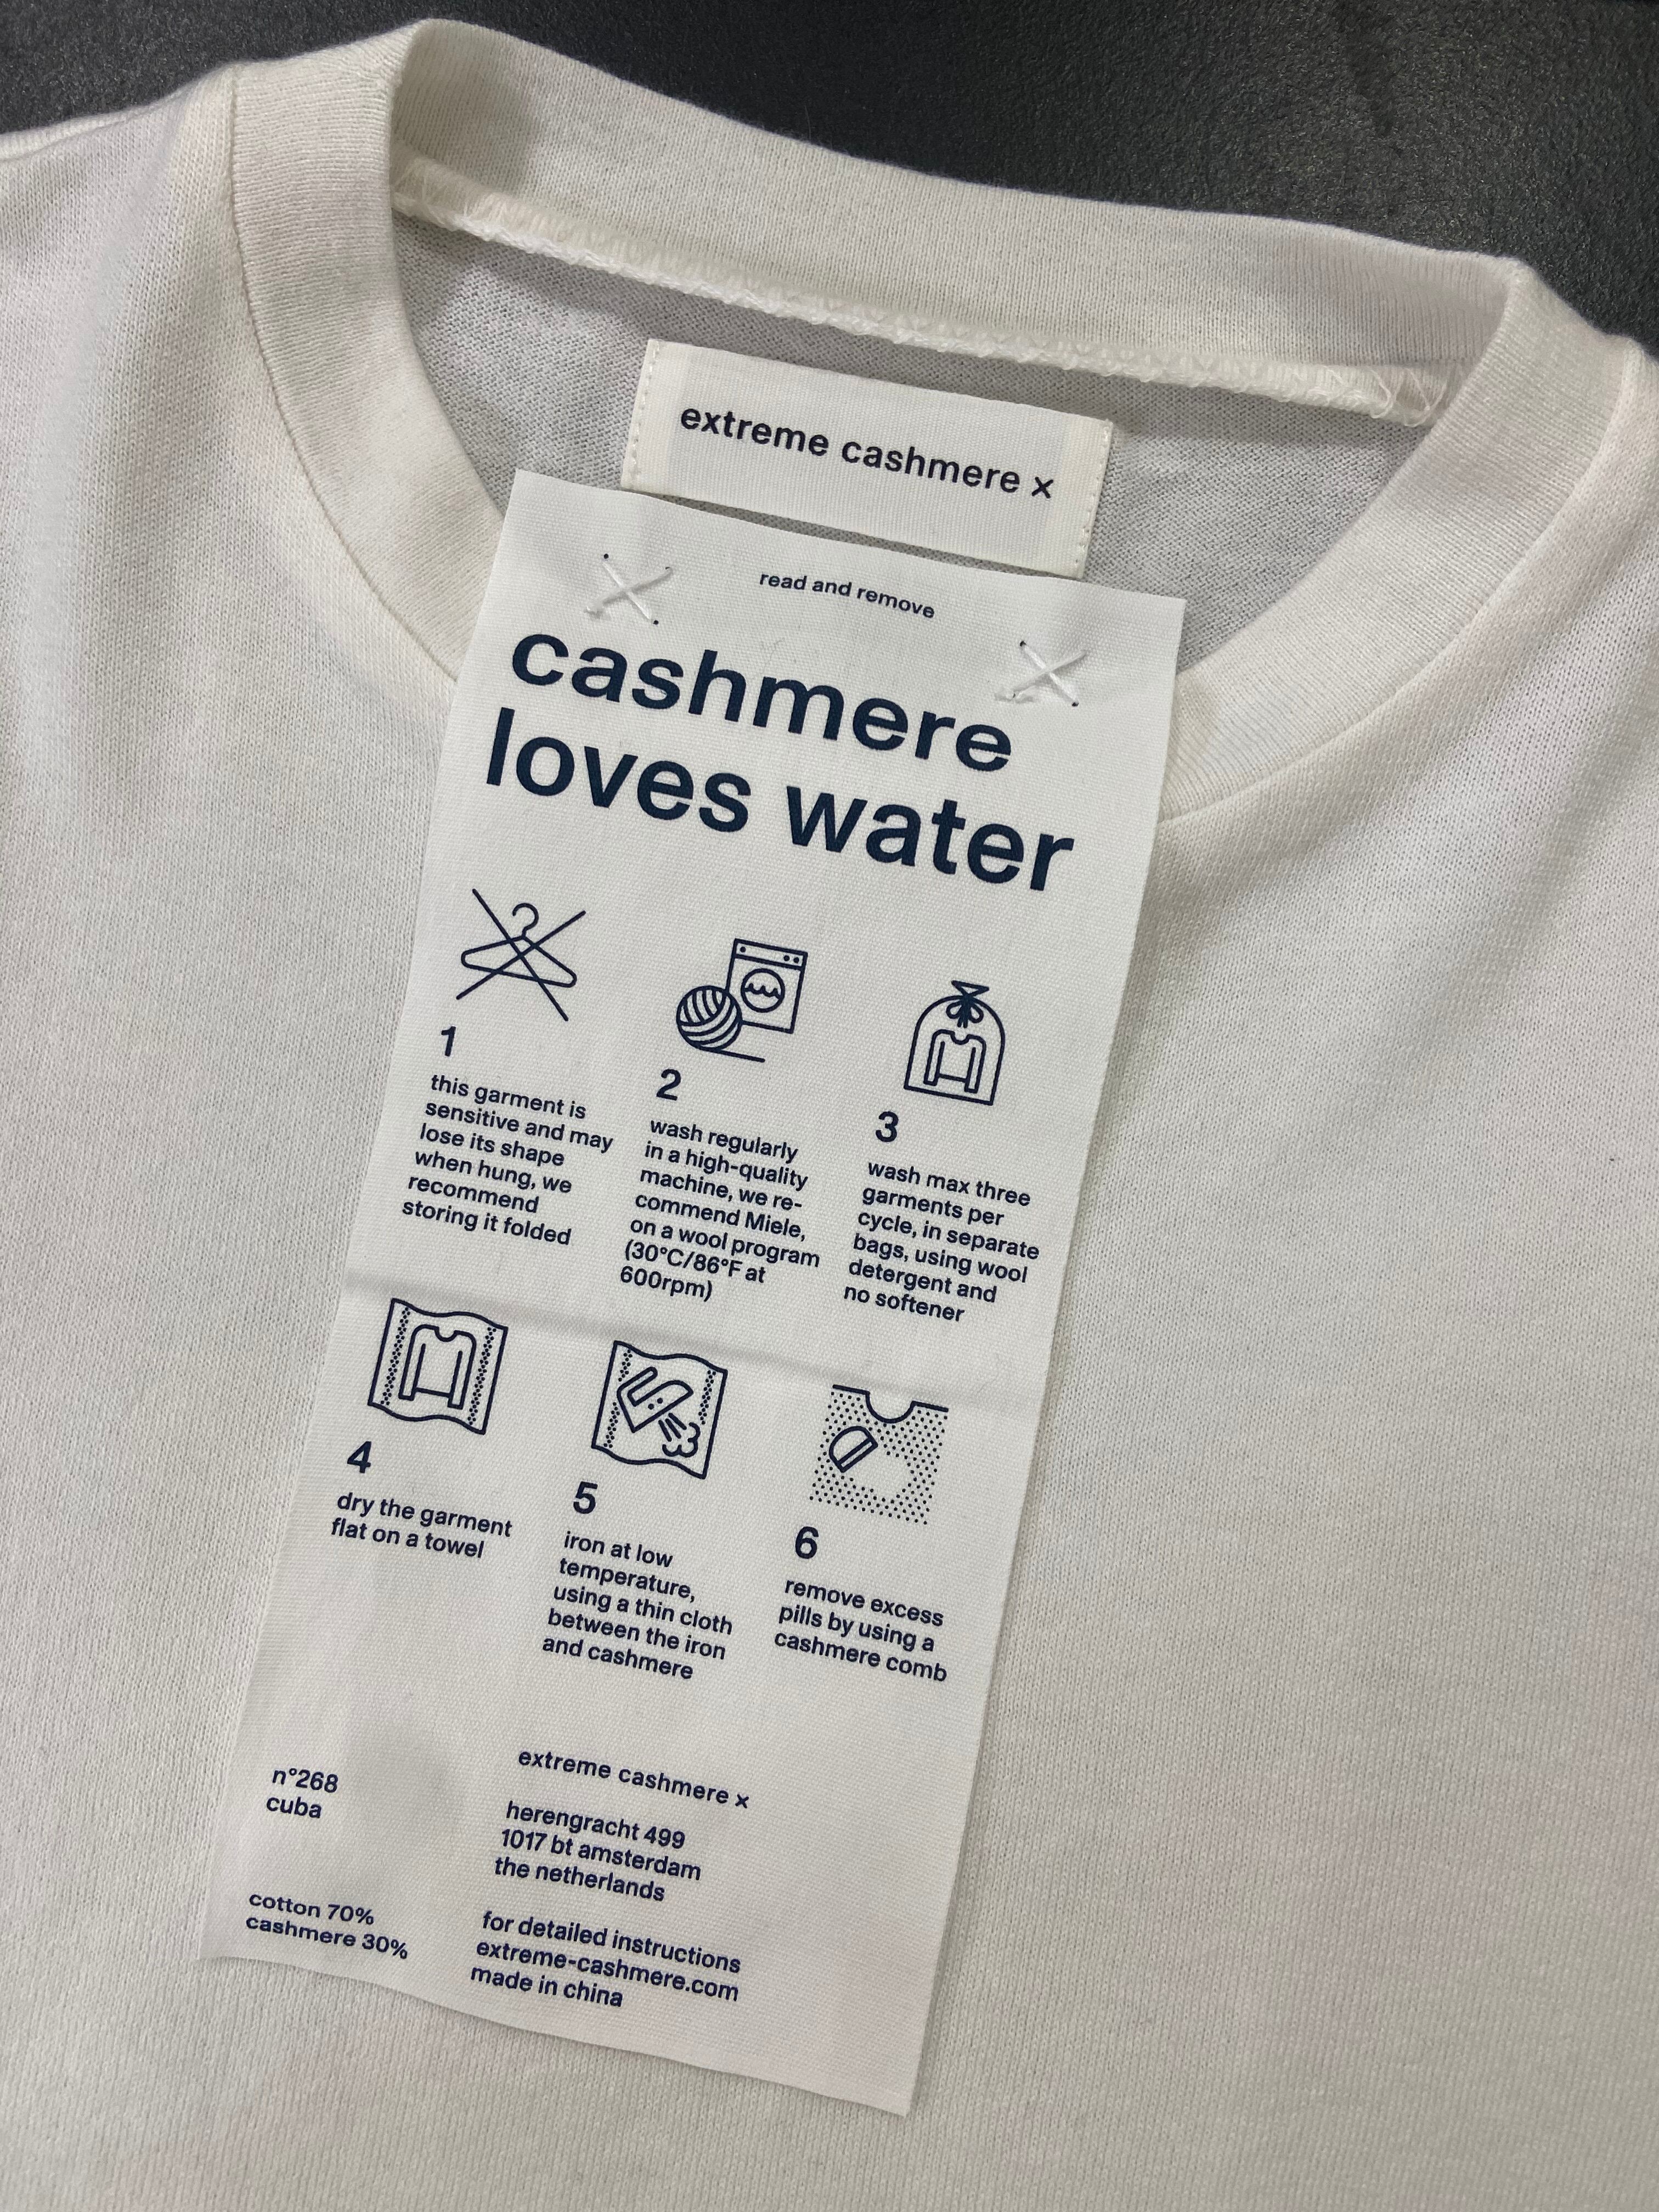 extreme cashmere ×
read and remove
cashmere
loves water
1
this garment is
sensitive and may
lose its shape
when hung, we
recommend
storing it folded
2
wash regularly
in a high-quality
machine, we re-
commend Miele,
on a wool program
(30°C/86°F at
600rpm)
3
wash max three
garments per
cycle, in separate
bags, using wool
detergent and
no softener
4
dry the garment
flat on a towel
5
iron at low
temperature,
using a thin cloth
between the iron
and cashmere
6
remove excess
pills by using a
cashmere comb
n°268
cuba
cotton 70%
cashmere 30%
extreme cashmere ×
herengracht 499
1017 bt amsterdam
the netherlands
for detailed instructions
extreme-cashmere.com
made in china